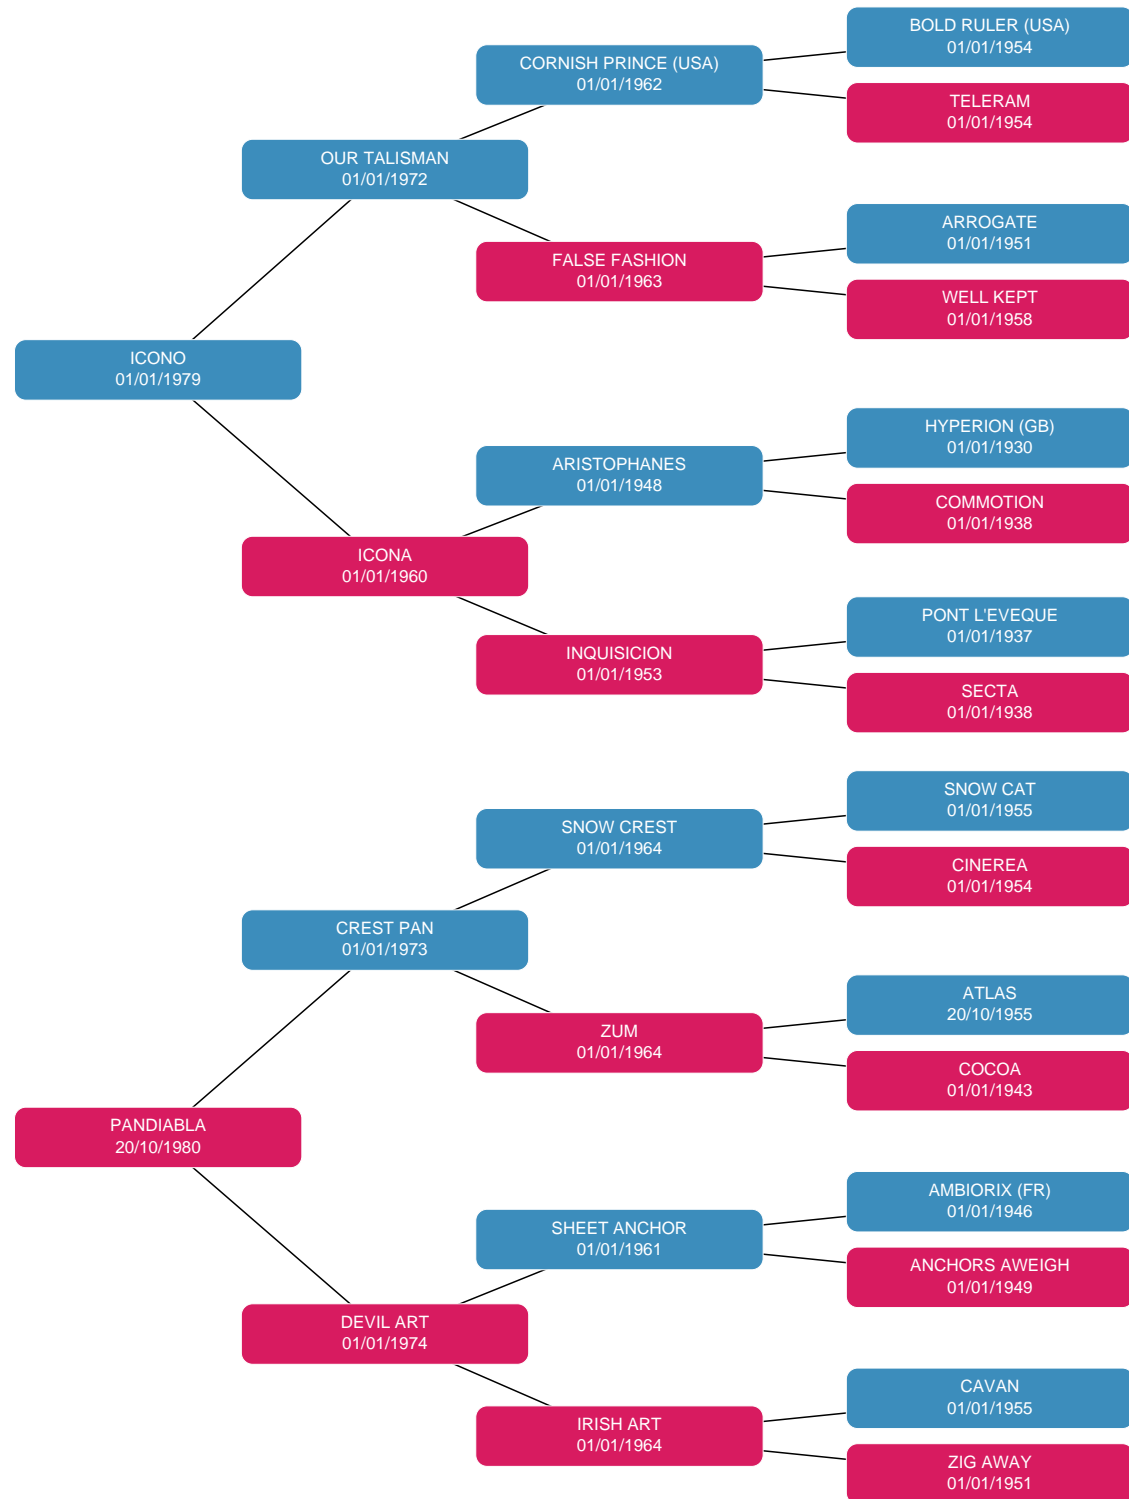 BOLD RULER (USA)
01/01/1954
CORNISH PRINCE (USA)
01/01/1962
TELERAM
01/01/1954
OUR TALISMAN
01/01/1972
ARROGATE
01/01/1951
FALSE FASHION
01/01/1963
WELL KEPT
01/01/1958
ICONO
01/01/1979
HYPERION (GB)
01/01/1930
ARISTOPHANES
01/01/1948
COMMOTION
01/01/1938
ICONA
01/01/1960
PONT L'EVEQUE
01/01/1937
INQUISICION
01/01/1953
SECTA
01/01/1938
SNOW CAT
01/01/1955
SNOW CREST
01/01/1964
CINEREA
01/01/1954
CREST PAN
01/01/1973
ATLAS
20/10/1955
ZUM
01/01/1964
COCOA
01/01/1943
PANDIABLA
20/10/1980
AMBIORIX (FR)
01/01/1946
SHEET ANCHOR
01/01/1961
ANCHORS AWEIGH
01/01/1949
DEVIL ART
01/01/1974
CAVAN
01/01/1955
IRISH ART
01/01/1964
ZIG AWAY
01/01/1951